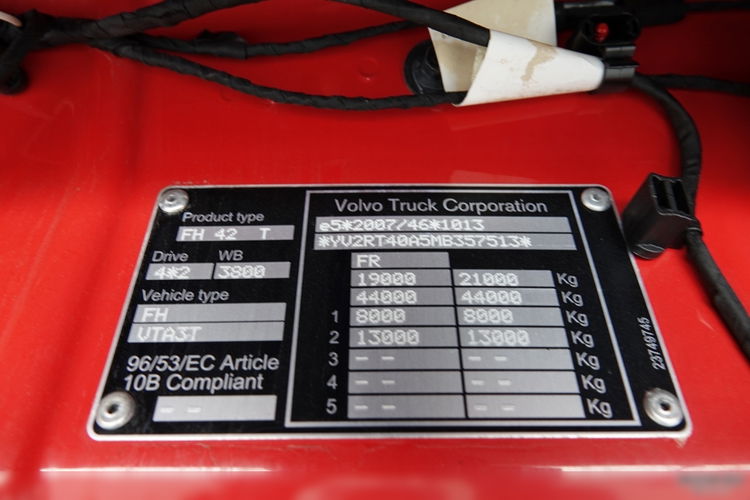 Volvo Truck Corporation
Product type
FH 42 T
e5*2007/46*1013
*YV2RT40A5MB357513*
Drive WB
4*2 3800
FR
19000 21000 Kg
Vehicle type
44000 44000 Kg
FH
1 8000 8000 Kg
VTA3T
2 13000 13000 Kg
96/53/EC Article
3 -- -- Kg
10B Compliant
4 -- -- Kg
--
5 -- -- Kg
23749745